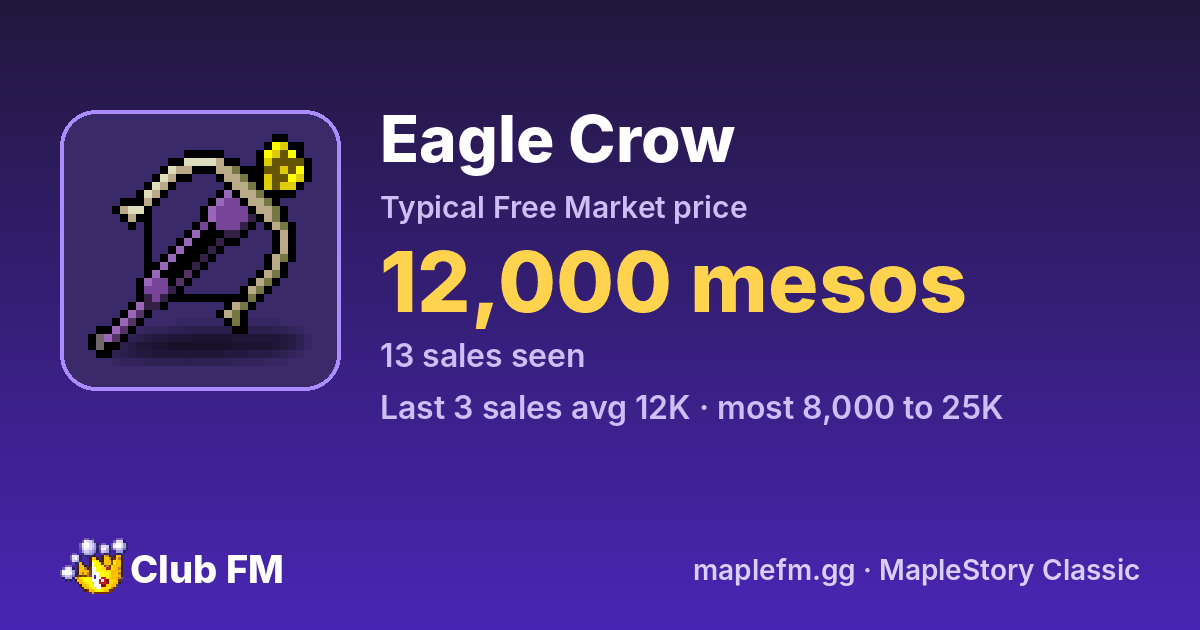 Eagle Crow
Typical Free Market price
12,000 mesos
13 sales seen
Last 3 sales avg 12K · most 8,000 to 25K
Club FM
maplefm.gg · MapleStory Classic